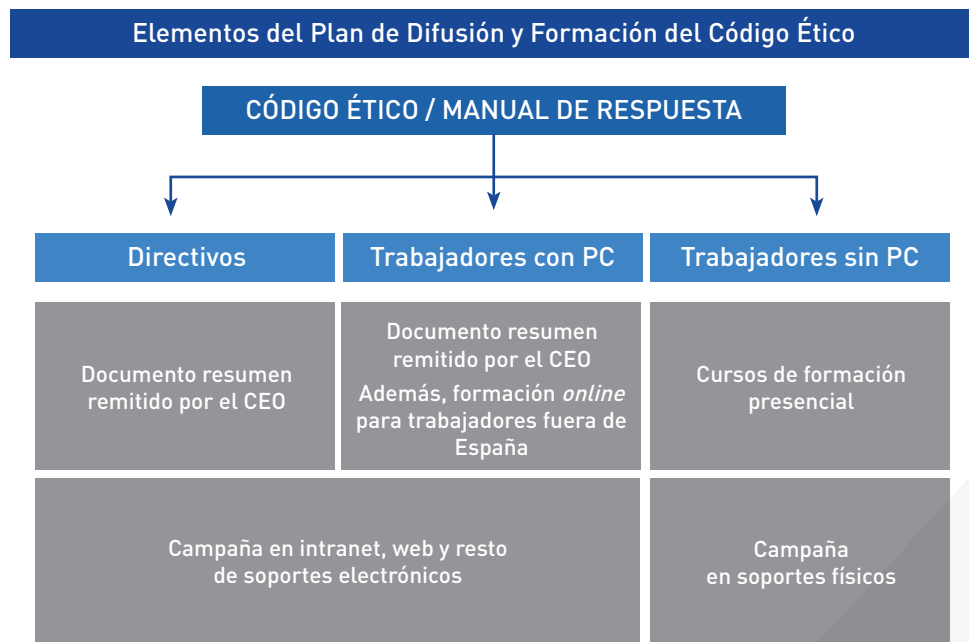 Elementos del Plan de Difusión y Formación del Código Ético
CÓDIGO ÉTICO / MANUAL DE RESPUESTA
Directivos
Trabajadores con PC
Trabajadores sin PC
Documento resumen
remitido por el CEO
Documento resumen
remitido por el CEO
Además, formación online
para trabajadores fuera de
España
Cursos de formación
presencial
Campaña en intranet, web y resto
de soportes electrónicos
Campaña
en soportes físicos